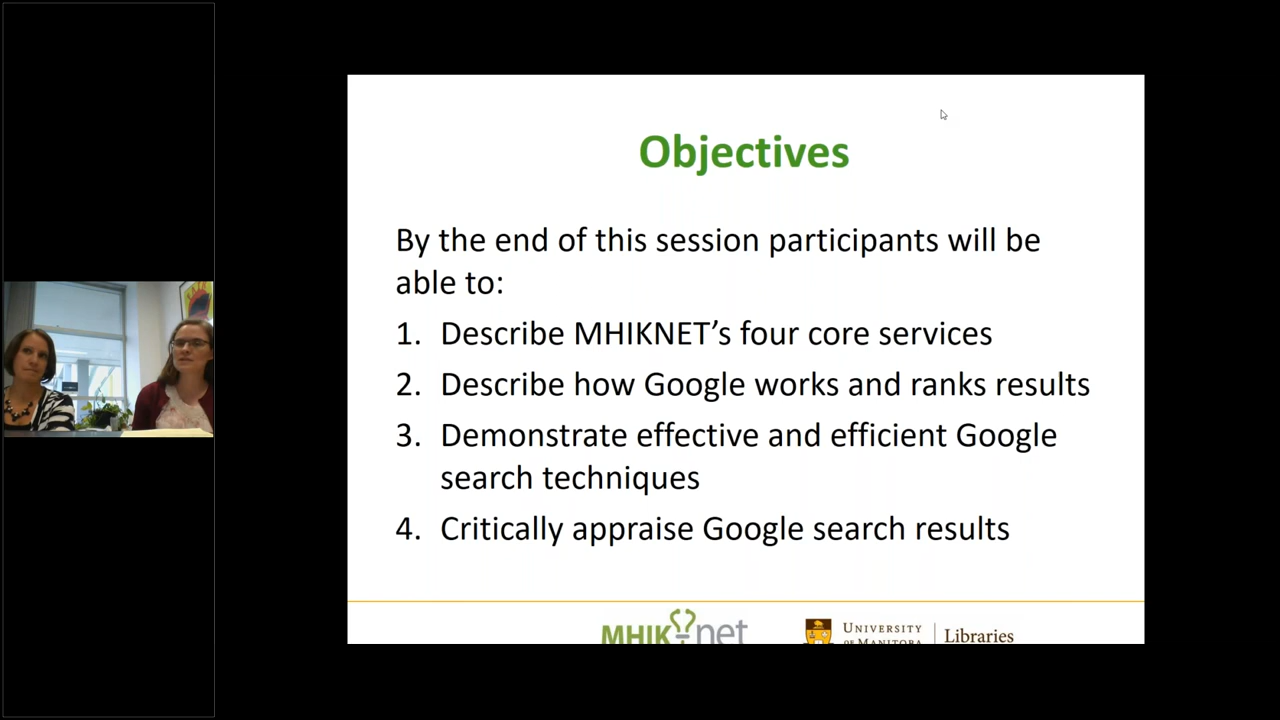 Objectives
By the end of this session participants will be
able to:
1. Describe MHIKNET’s four core services
2. Describe how Google works and ranks results
3. Demonstrate effective and efficient Google
search techniques
4. Critically appraise Google search results
MHIKnet
UNIVERSITY
OF MANITOBA
Libraries